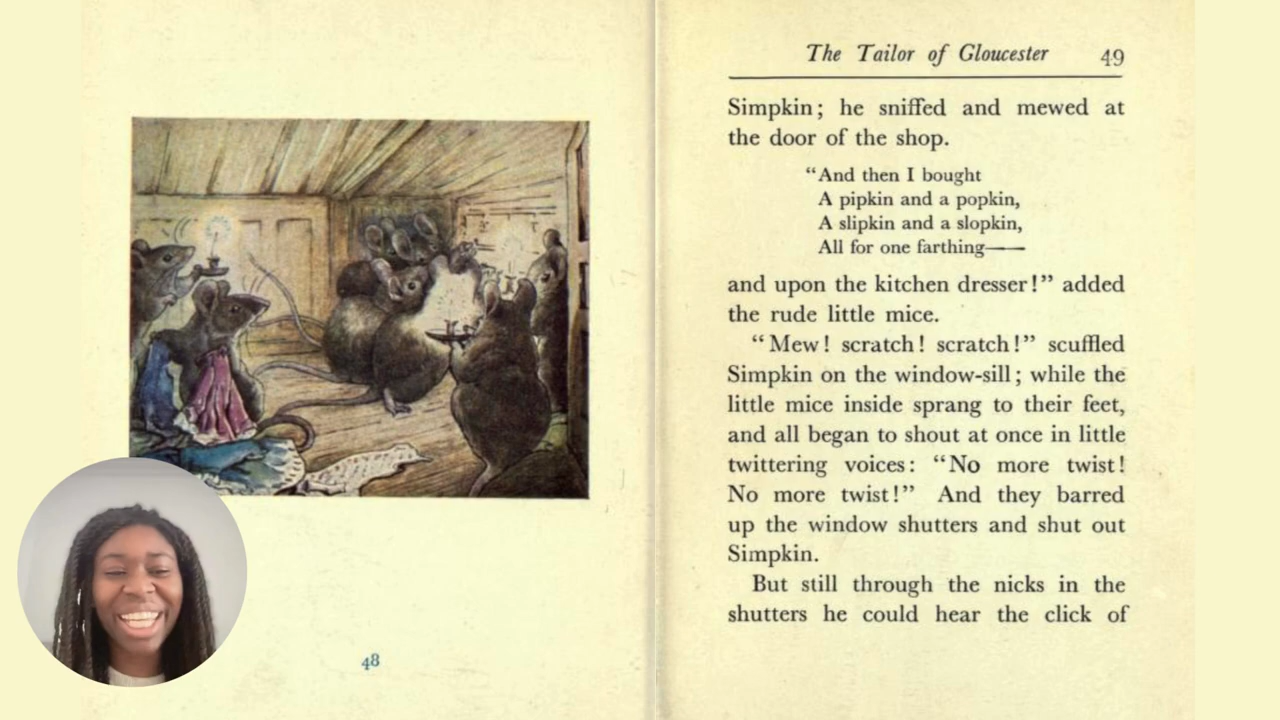 48
The Tailor of Gloucester 49
Simpkin; he sniffed and mewed at
the door of the shop.
“And then I bought
A pipkin and a popkin,
A slipkin and a slopkin,
All for one farthing——
and upon the kitchen dresser!” added
the rude little mice.
“Mew! scratch! scratch!” scuffled
Simpkin on the window-sill; while the
little mice inside sprang to their feet,
and all began to shout at once in little
twittering voices: “No more twist!
No more twist!” And they barred
up the window shutters and shut out
Simpkin.
But still through the nicks in the
shutters he could hear the click of